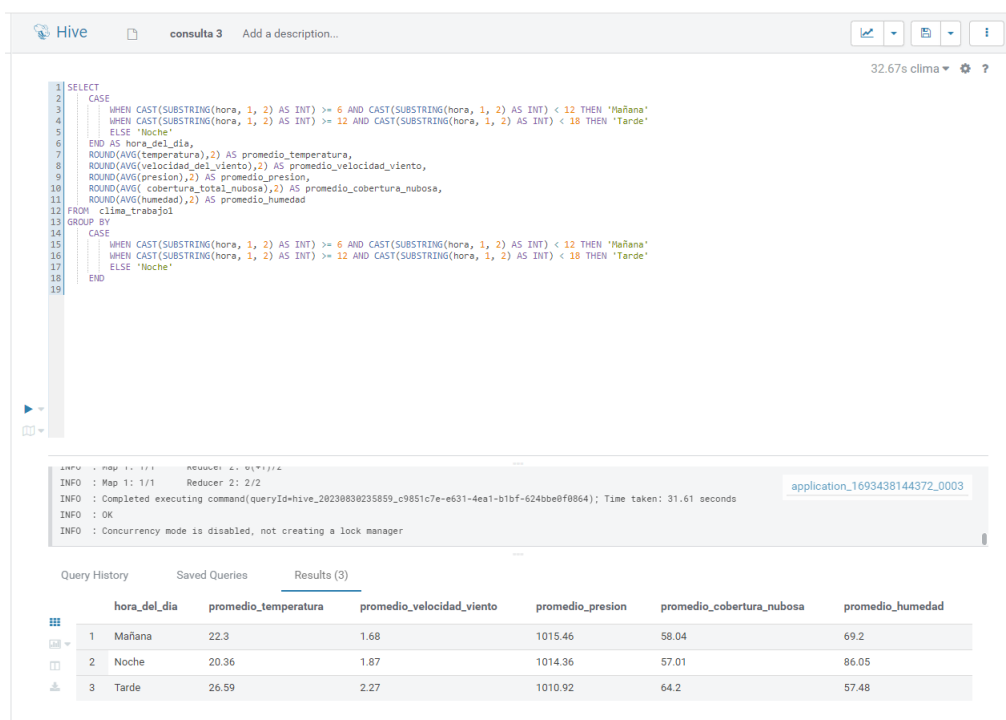 Hive consulta 3 Add a description...
32.67s clima ?
1 SELECT
2 CASE
3 WHEN CAST(SUBSTRING(hora, 1, 2) AS INT) >= 6 AND CAST(SUBSTRING(hora, 1, 2) AS INT) < 12 THEN 'Mañana'
4 WHEN CAST(SUBSTRING(hora, 1, 2) AS INT) >= 12 AND CAST(SUBSTRING(hora, 1, 2) AS INT) < 18 THEN 'Tarde'
5 ELSE 'Noche'
6 END AS hora_del_dia,
7 ROUND(AVG(temperatura),2) AS promedio_temperatura,
8 ROUND(AVG(velocidad_del_viento),2) AS promedio_velocidad_viento,
9 ROUND(AVG(presion),2) AS promedio_presion,
10 ROUND(AVG( cobertura_total_nubosa),2) AS promedio_cobertura_nubosa,
11 ROUND(AVG(humedad),2) AS promedio_humedad
12 FROM clima_trabajo1
13 GROUP BY
14 CASE
15 WHEN CAST(SUBSTRING(hora, 1, 2) AS INT) >= 6 AND CAST(SUBSTRING(hora, 1, 2) AS INT) < 12 THEN 'Mañana'
16 WHEN CAST(SUBSTRING(hora, 1, 2) AS INT) >= 12 AND CAST(SUBSTRING(hora, 1, 2) AS INT) < 18 THEN 'Tarde'
17 ELSE 'Noche'
18 END
19
INFO : Map 1: 1/1 Reducer 2: 0(+1)/2
INFO : Map 1: 1/1 Reducer 2: 2/2
application_1693438144372_0003
INFO : Completed executing command(queryId=hive_20230830235859_c9851c7e-e631-4ea1-b1bf-624bbe0f0864); Time taken: 31.61 seconds
INFO : OK
INFO : Concurrency mode is disabled, not creating a lock manager
Query History Saved Queries Results (3)
hora_del_dia promedio_temperatura promedio_velocidad_viento promedio_presion promedio_cobertura_nubosa promedio_humedad
1 Mañana 22.3 1.68 1015.46 58.04 69.2
2 Noche 20.36 1.87 1014.36 57.01 86.05
3 Tarde 26.59 2.27 1010.92 64.2 57.48